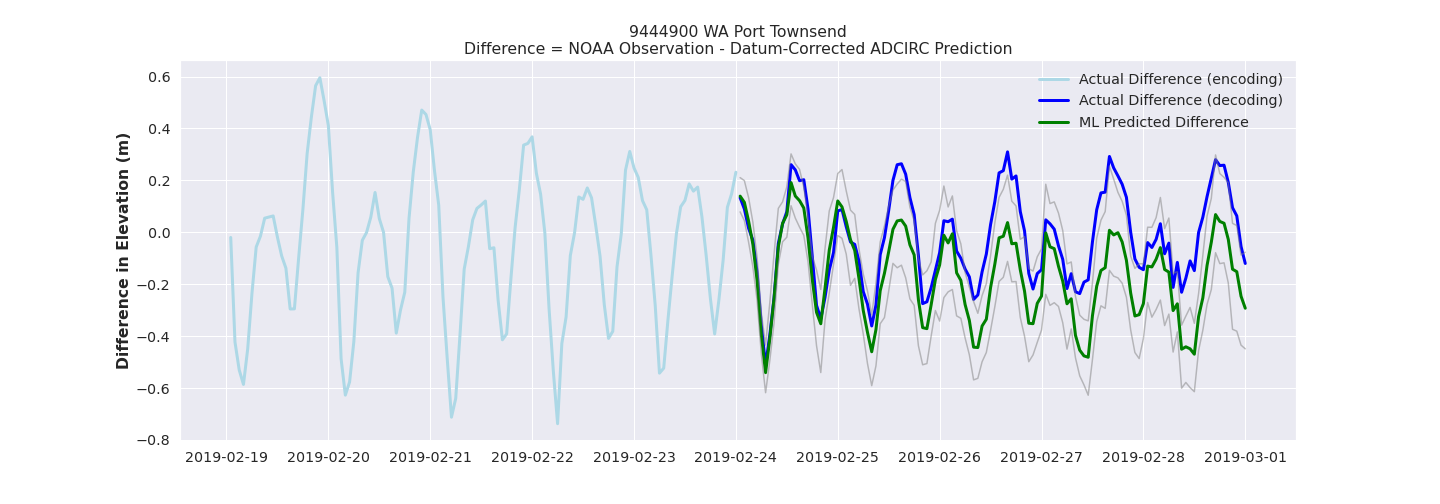 9444900 WA Port Townsend
Difference = NOAA Observation - Datum-Corrected ADCIRC Prediction
Actual Difference (encoding)
Actual Difference (decoding)
ML Predicted Difference
Difference in Elevation (m)
0.6
0.4
0.2
0.0
−0.2
−0.4
−0.6
−0.8
2019-02-19 2019-02-20 2019-02-21 2019-02-22 2019-02-23 2019-02-24 2019-02-25 2019-02-26 2019-02-27 2019-02-28 2019-03-01